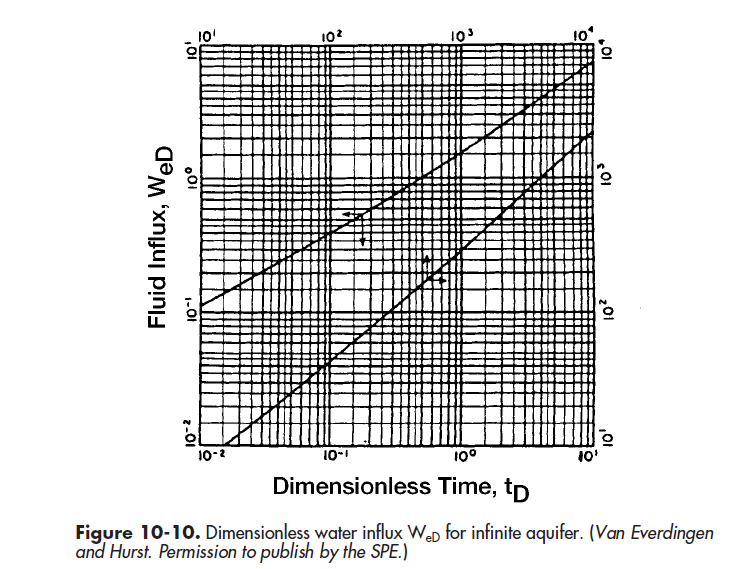 10¹ 10² 10³ 10⁴
10¹ 10⁴
10⁰ 10³
10⁻¹ 10²
10⁻² 10¹
Fluid Influx, WeD
10⁻² 10⁻¹ 10⁰ 10¹
Dimensionless Time, tD
Figure 10-10. Dimensionless water influx WeD for infinite aquifer. (Van Everdingen
and Hurst. Permission to publish by the SPE.)